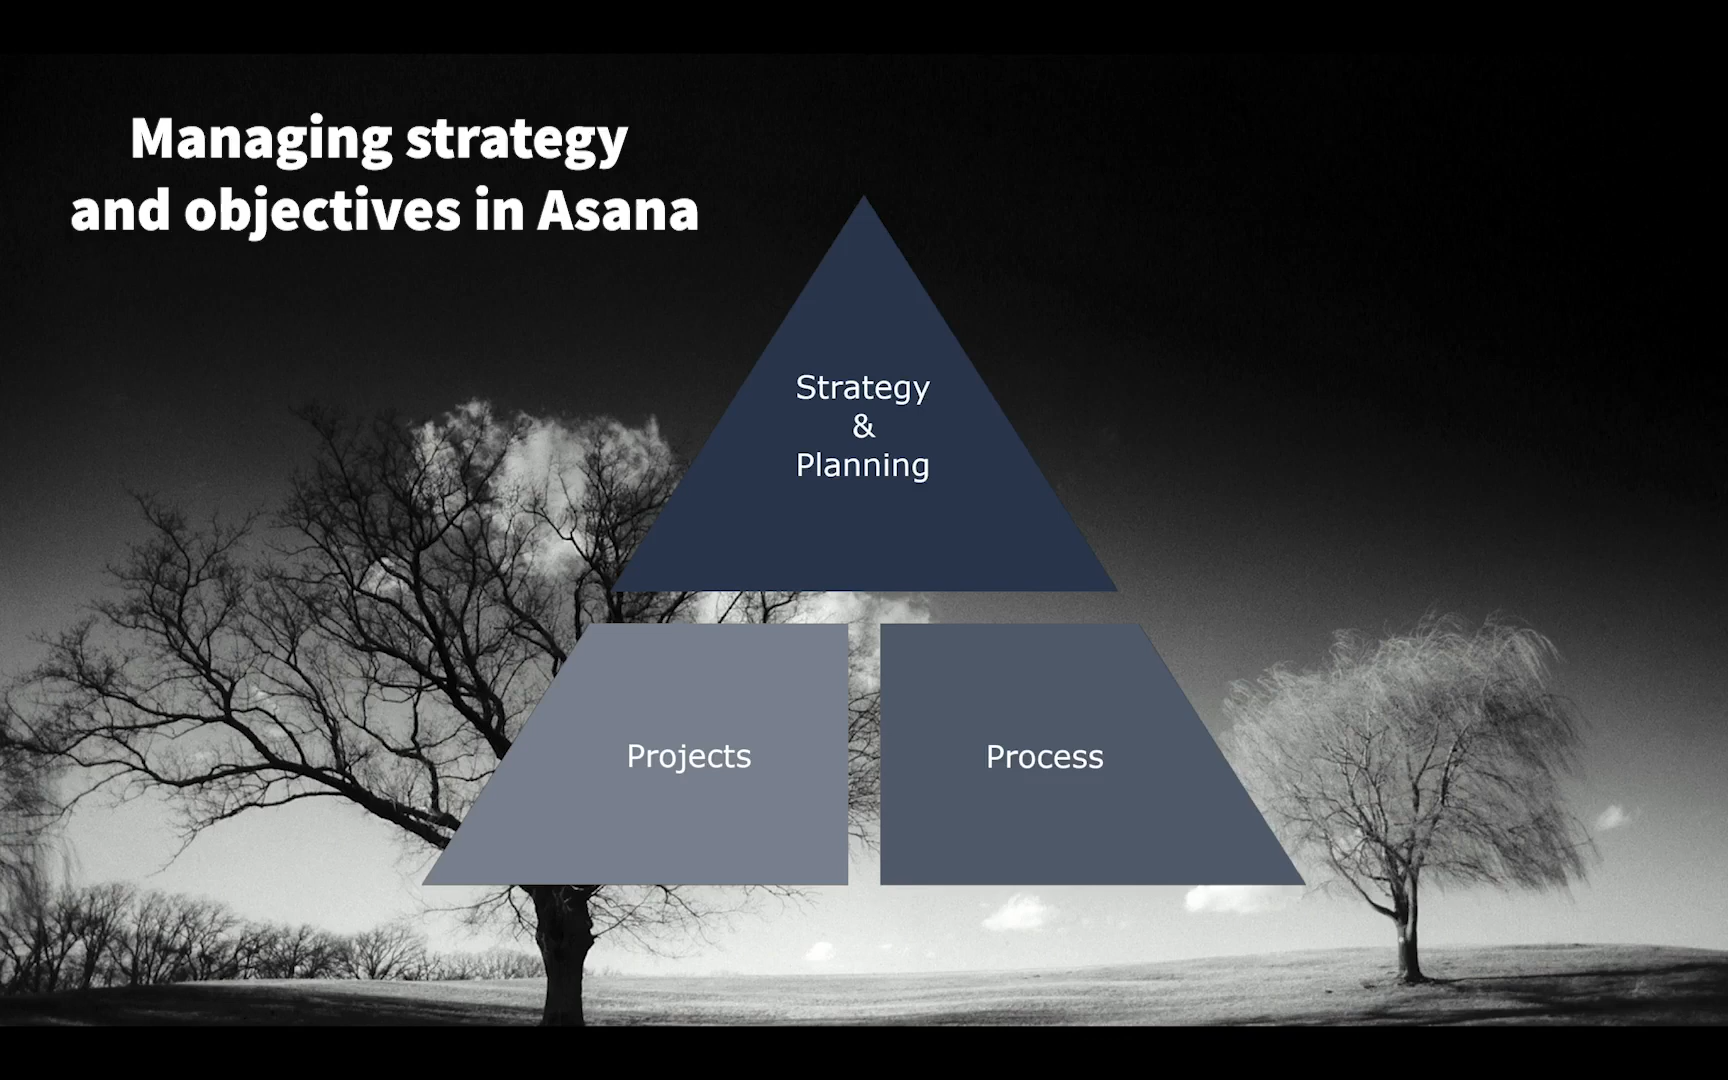 Managing strategy
and objectives in Asana
Strategy
&
Planning
Projects
Process